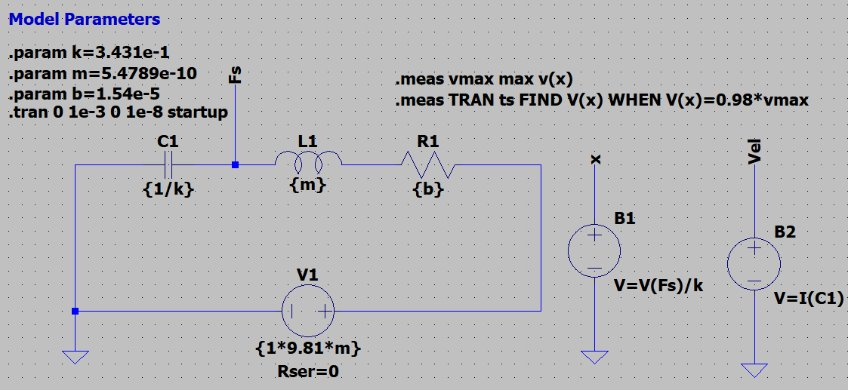 Model Parameters
.param k=3.431e-1
.param m=5.4789e-10
.param b=1.54e-5
.tran 0 1e-3 0 1e-8 startup
Fs
.meas vmax max v(x)
.meas TRAN ts FIND V(x) WHEN V(x)=0.98*vmax
C1
{1/k}
L1
{m}
R1
{b}
x
Vel
B1
V=V(Fs)/k
B2
V=I(C1)
V1
{1*9.81*m}
Rser=0